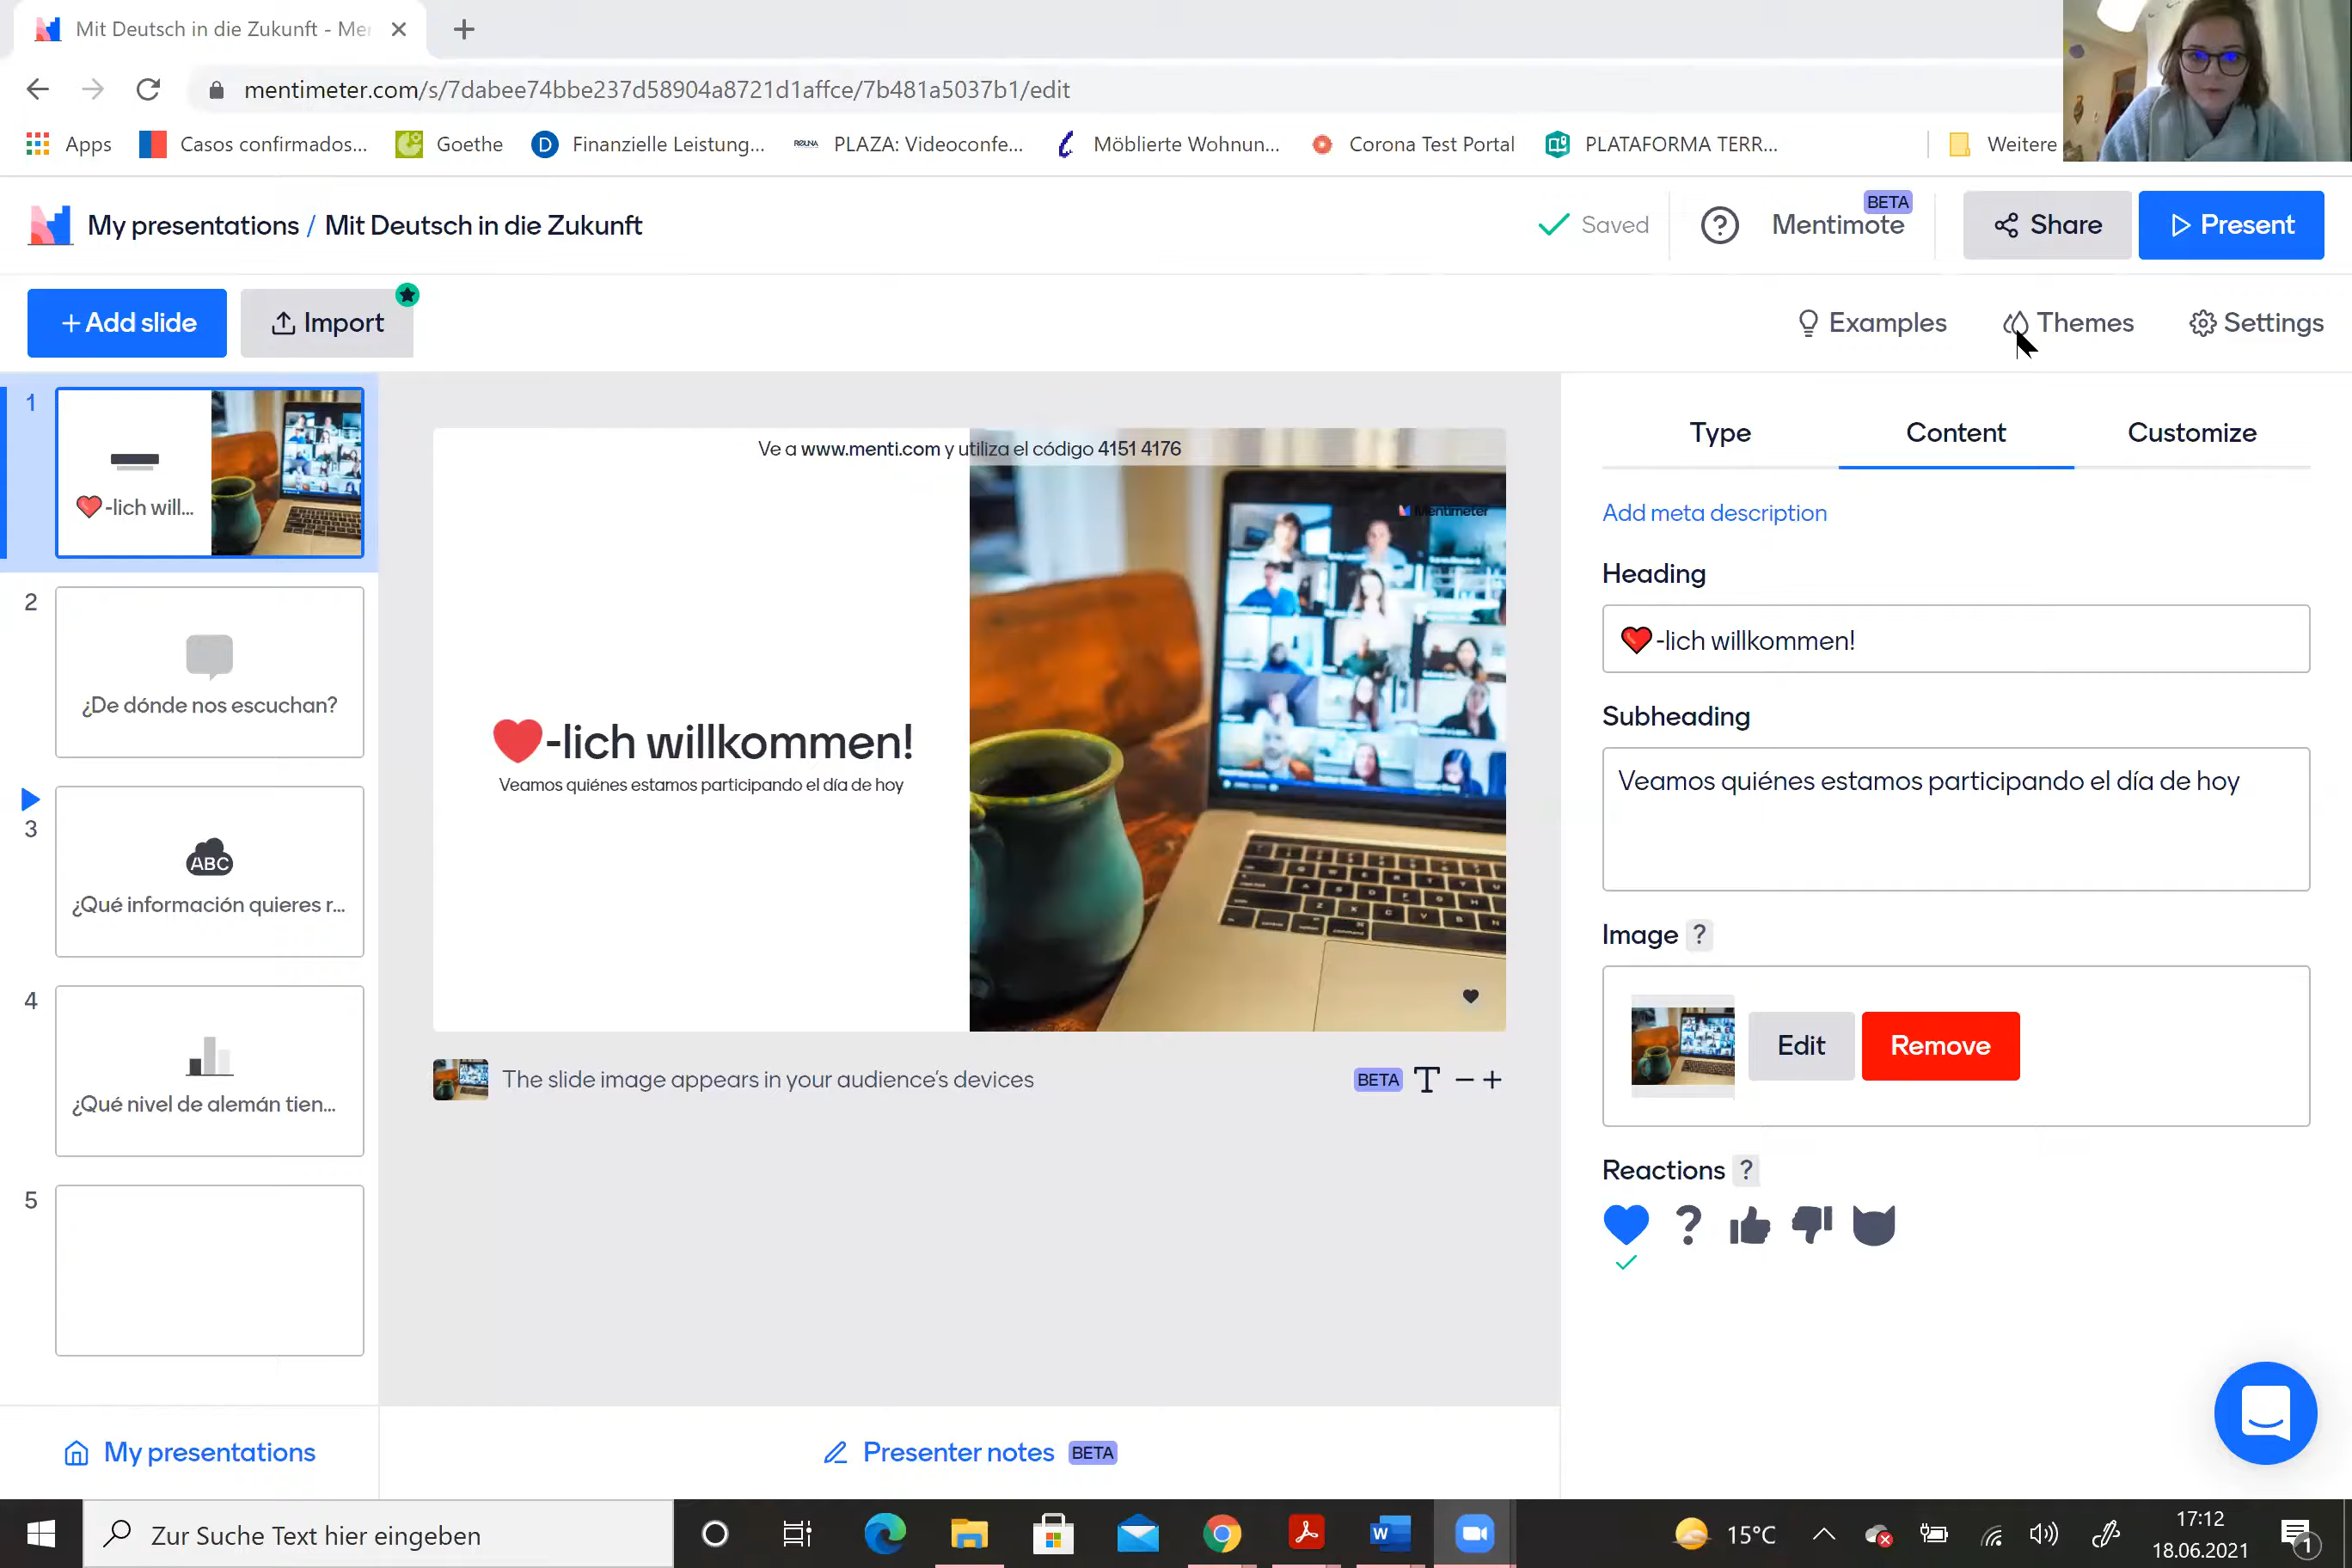 Mit Deutsch in die Zukunft - Me
mentimeter.com/s/7dabee74bbe237d58904a8721d1affce/7b481a5037b1/edit
Apps Casos confirmados... Goethe D Finanzielle Leistung... PLAZA: Videoconfe... Möblierte Wohnun... Corona Test Portal PLATAFORMA TERR... Weitere
My presentations / Mit Deutsch in die Zukunft
Saved
? Mentimote BETA
Share
Present
+ Add slide
Import
Examples
Themes
Settings
1
❤️-lich will...
2
¿De dónde nos escuchan?
3
ABC
¿Qué información quieres r...
4
¿Qué nivel de alemán tien...
5
Ve a www.menti.com y utiliza el código 4151 4176
Mentimeter
❤️-lich willkommen!
Veamos quiénes estamos participando el día de hoy
The slide image appears in your audience's devices
BETA T − +
Type Content Customize
Add meta description
Heading
❤️-lich willkommen!
Subheading
Veamos quiénes estamos participando el día de hoy
Image ?
Edit Remove
Reactions ?
?
My presentations
Presenter notes BETA
Zur Suche Text hier eingeben
W
15°C
17:12
18.06.2021
1